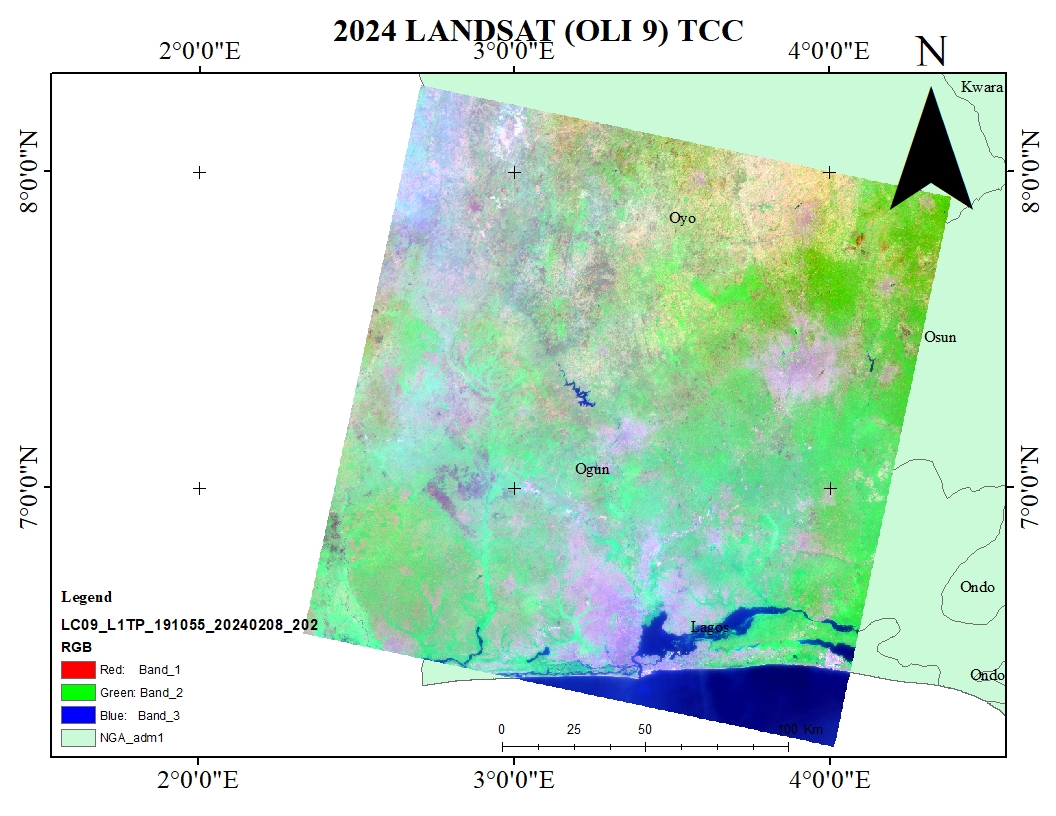 2024 LANDSAT (OLI 9) TCC
2°0'0"E 3°0'0"E 4°0'0"E
N
Kwara
8°0'0"N 8°0'0"N
Oyo
Osun
Ogun
7°0'0"N 7°0'0"N
Ondo
Lagos
Ondo
Legend
LC09_L1TP_191055_20240208_202
RGB
Red: Band_1
Green: Band_2
Blue: Band_3
NGA_adm1
0 25 50 100 Km
2°0'0"E 3°0'0"E 4°0'0"E